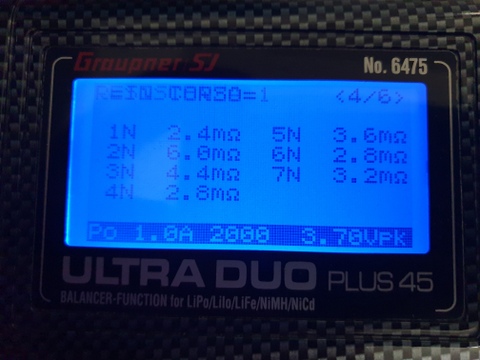 Graupner SJ
No. 6475
=1 <4/6>
1N 2.4mΩ 5N 3.6mΩ
2N 6.0mΩ 6N 2.8mΩ
3N 4.4mΩ 7N 3.2mΩ
4N 2.8mΩ
Po 1.0A 2000 3.70Vpk
ULTRA DUO PLUS 45
BALANCER-FUNCTION for LiPo/LiIo/LiFe/NiMH/NiCd